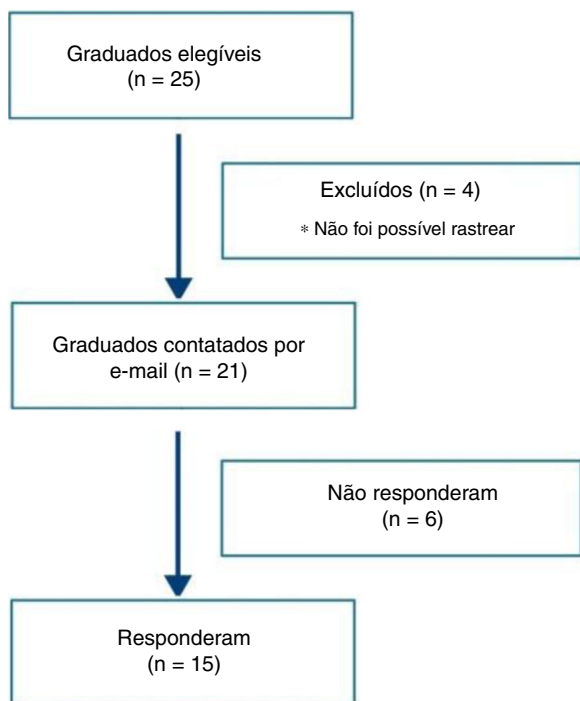 Graduados elegíveis
(n = 25)
Excluídos (n = 4)
* Não foi possível rastrear
Graduados contatados por
e-mail (n = 21)
Não responderam
(n = 6)
Responderam
(n = 15)